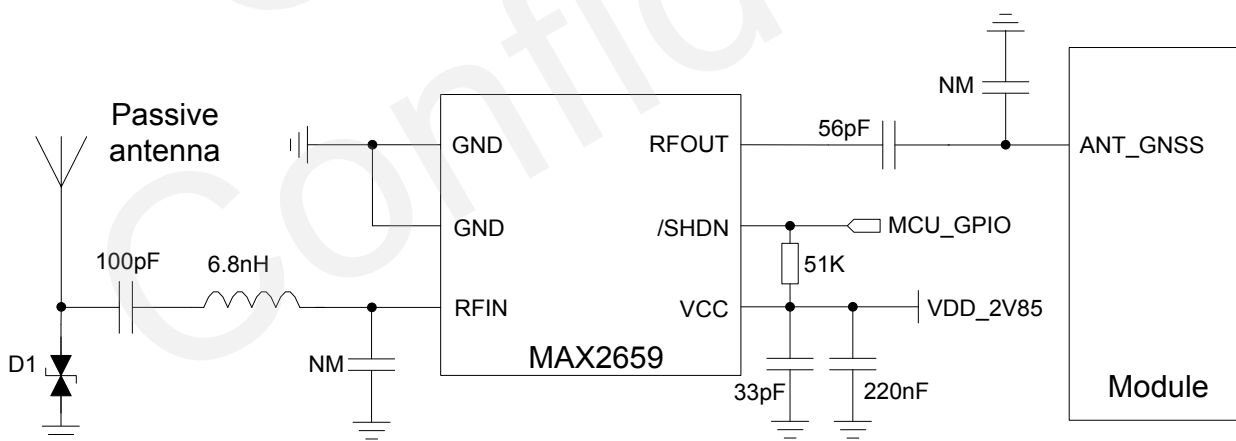 Confid
Passive
antenna
NM
GND
RFOUT
56pF
ANT_GNSS
GND
/SHDN
MCU_GPIO
100pF
6.8nH
51K
RFIN
VCC
VDD_2V85
D1
NM
MAX2659
33pF
220nF
Module